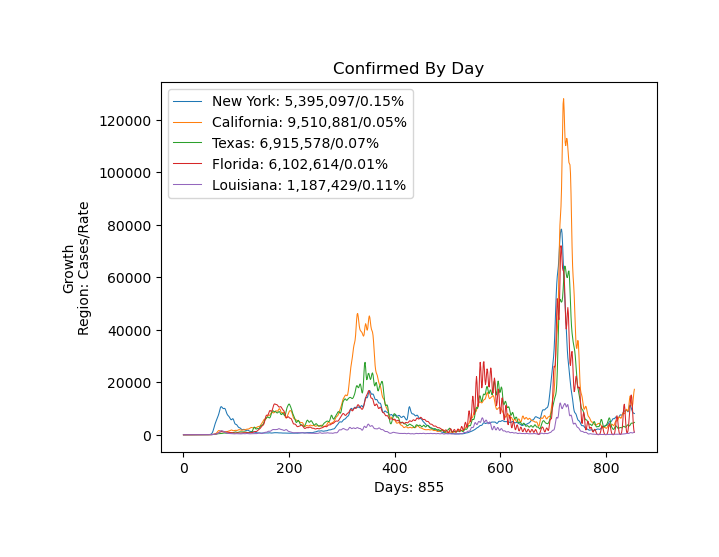 Confirmed By Day
New York: 5,395,097/0.15%
California: 9,510,881/0.05%
Texas: 6,915,578/0.07%
Florida: 6,102,614/0.01%
Louisiana: 1,187,429/0.11%
Growth
Region: Cases/Rate
120000
100000
80000
60000
40000
20000
0
0 200 400 600 800
Days: 855